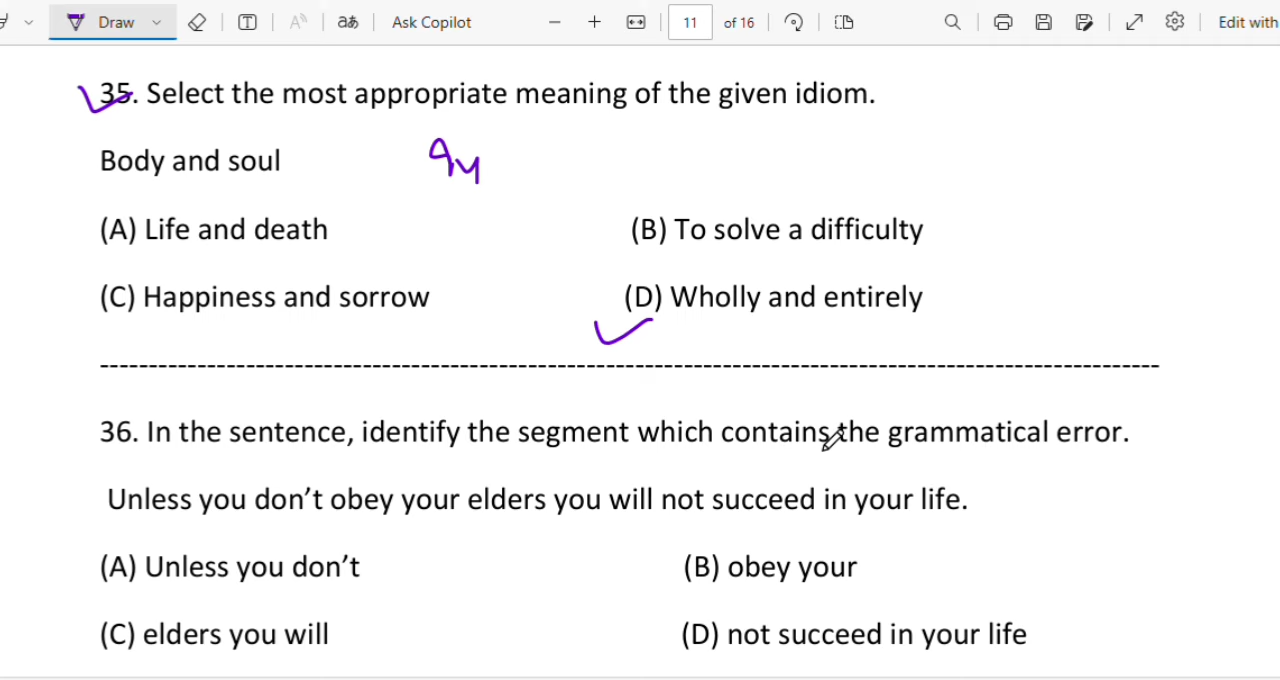 Draw
Ask Copilot
11 of 16
Edit with
35. Select the most appropriate meaning of the given idiom.
Body and soul
(A) Life and death (B) To solve a difficulty
(C) Happiness and sorrow (D) Wholly and entirely
--------------------------------------------------------------------------------------------------------------
36. In the sentence, identify the segment which contains the grammatical error.
Unless you don’t obey your elders you will not succeed in your life.
(A) Unless you don’t (B) obey your
(C) elders you will (D) not succeed in your life